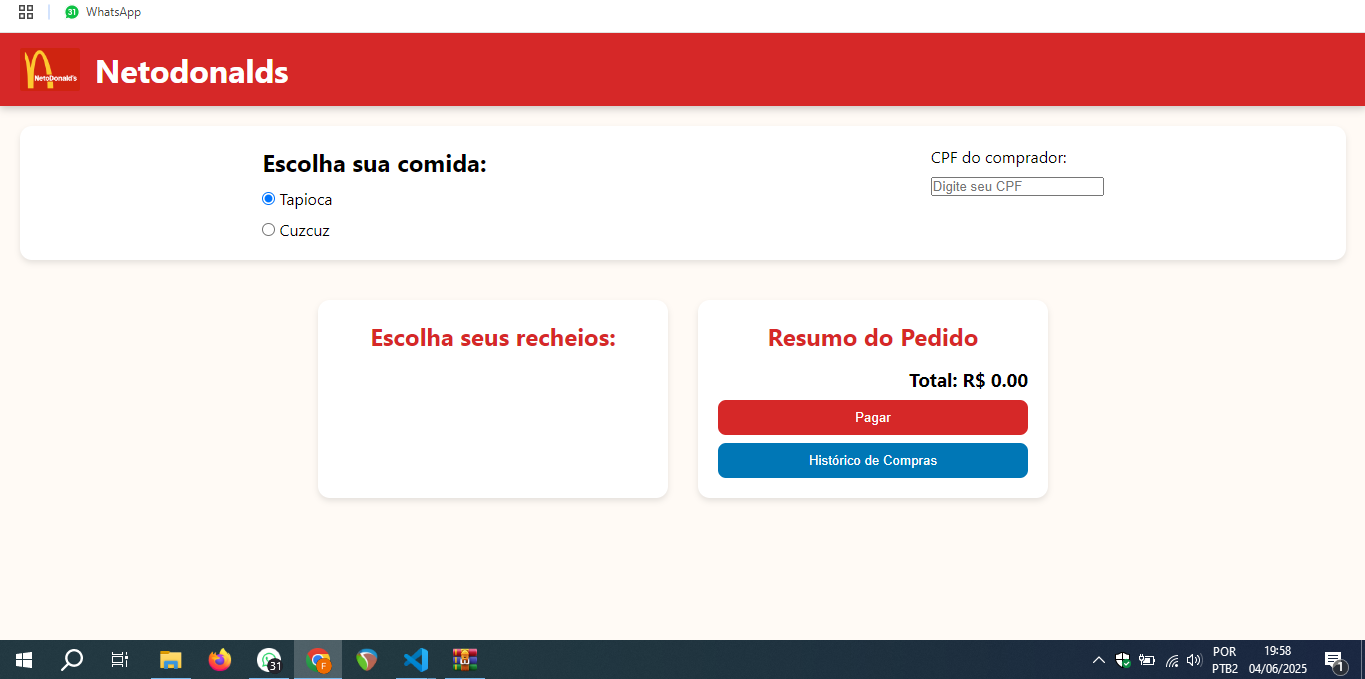 WhatsApp
NetoDonald's
Netodonalds
Escolha sua comida:
Tapioca
Cuzcuz
CPF do comprador:
Digite seu CPF
Escolha seus recheios:
Resumo do Pedido
Total: R$ 0.00
Pagar
Histórico de Compras
31
F
POR
PTB2
19:58
04/06/2025
1